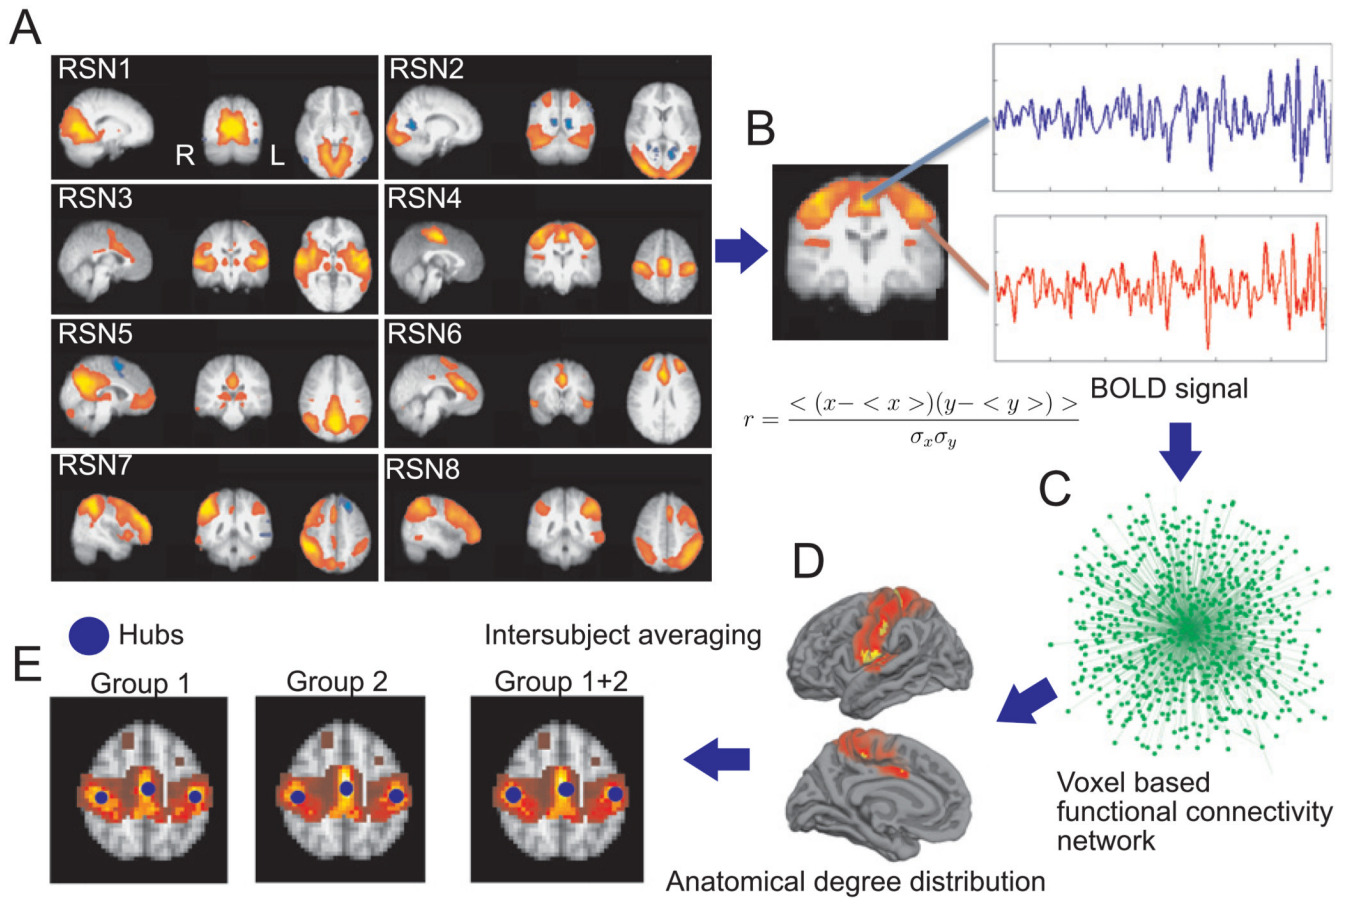 A
RSN1
RSN2
R
L
RSN3
RSN4
RSN5
RSN6
RSN7
RSN8
B
BOLD signal
r = < (x− < x >)(y− < y >) > / σxσy
C
Voxel based
functional connectivity
network
D
Anatomical degree distribution
Hubs
Intersubject averaging
E
Group 1
Group 2
Group 1+2